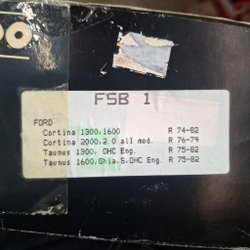 FSB 1
FORD
Cortina 1300,1600 R 74-82
Cortina 2000,2.0 all mod. R 76-79
Taunus 1300, OHC Eng. R 75-82
Taunus 1600,Ghia,S,OHC Eng. R 75-82